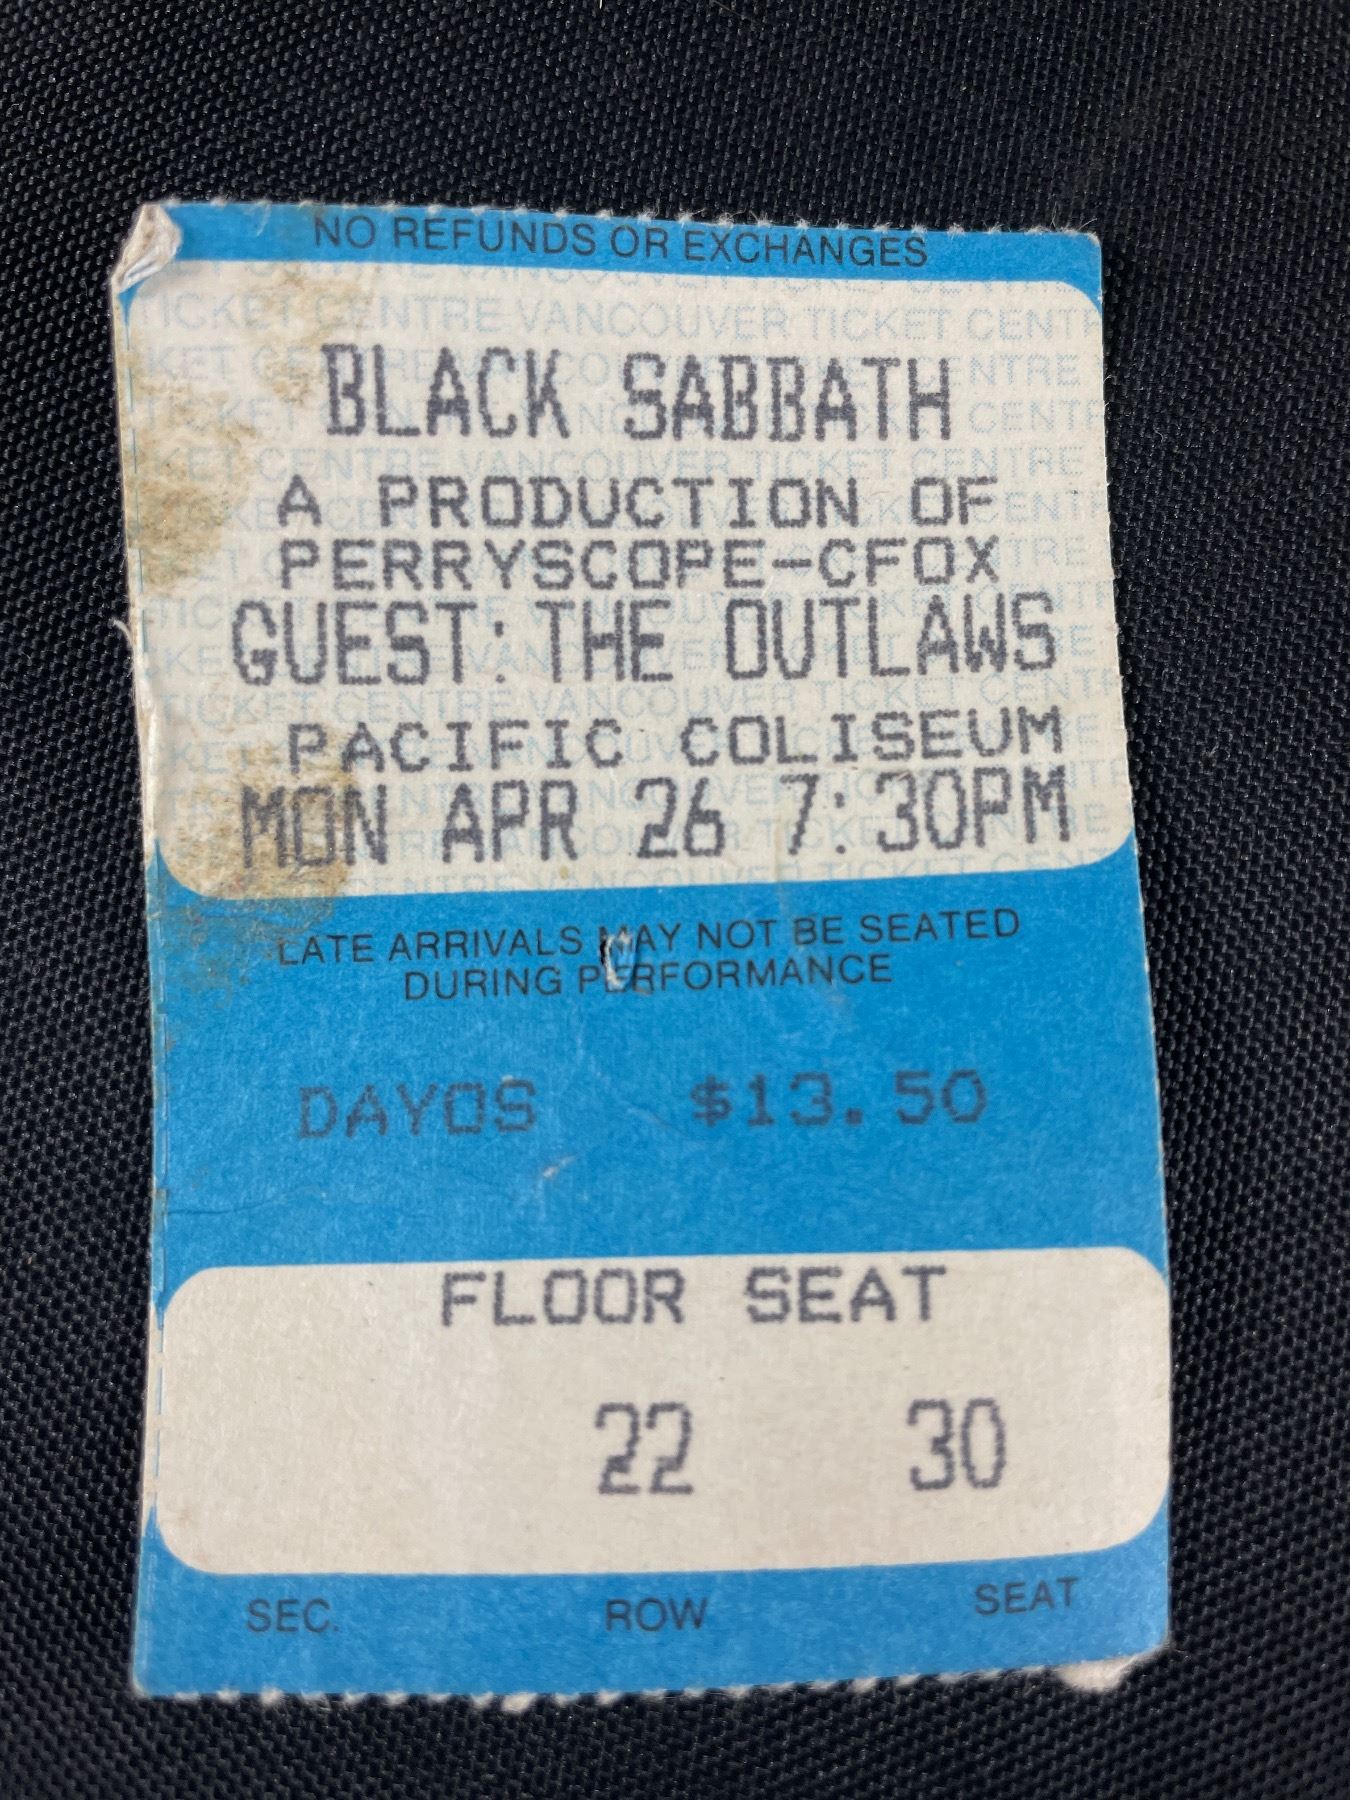 NO REFUNDS OR EXCHANGES
BLACK SABBATH
A PRODUCTION OF
PERRYSCOPE-CFOX
GUEST: THE OUTLAWS
PACIFIC COLISEUM
MON APR 26 7:30PM
LATE ARRIVALS MAY NOT BE SEATED
DURING PERFORMANCE
DAYOS $13.50
FLOOR SEAT
22 30
SEC. ROW SEAT